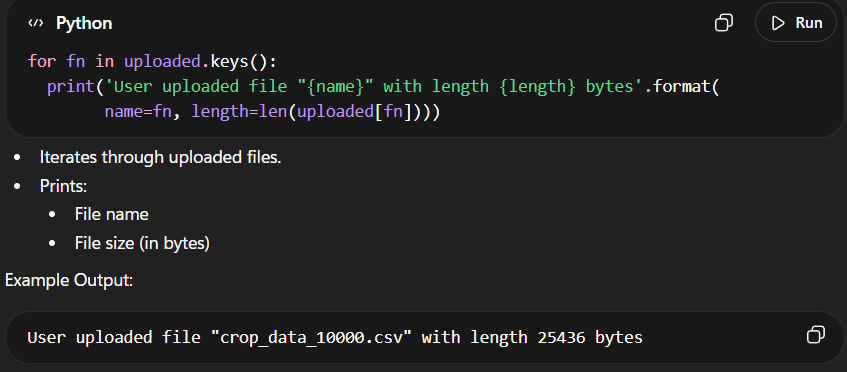 Python
Run
for fn in uploaded.keys():
  print('User uploaded file "{name}" with length {length} bytes'.format(
        name=fn, length=len(uploaded[fn])))
• Iterates through uploaded files.
• Prints:
• File name
• File size (in bytes)
Example Output:
User uploaded file "crop_data_10000.csv" with length 25436 bytes